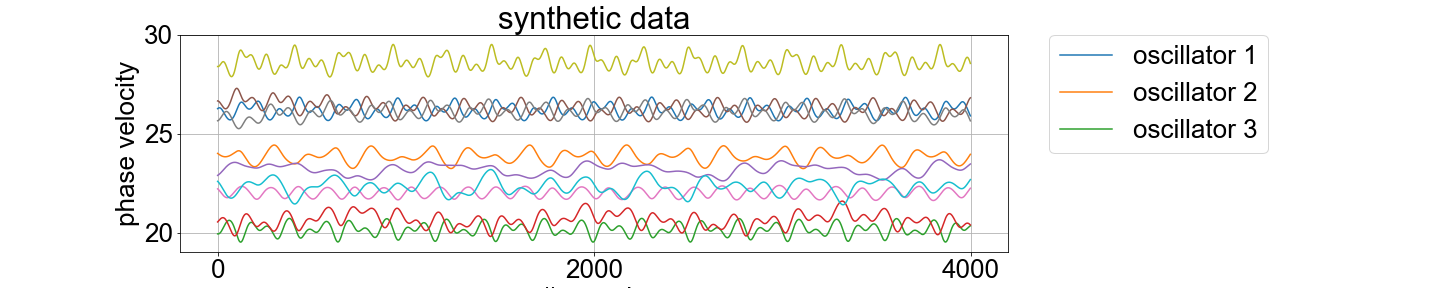 synthetic data
30
25
20
phase velocity
0
2000
4000
oscillator 1
oscillator 2
oscillator 3